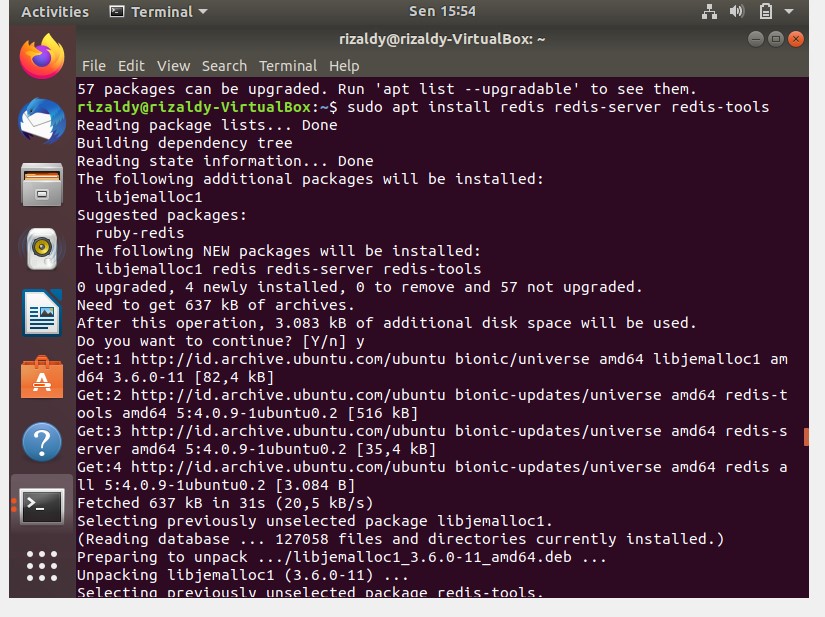 Activities
Terminal
Sen 15:54
rizaldy@rizaldy-VirtualBox: ~
File Edit View Search Terminal Help
57 packages can be upgraded. Run 'apt list --upgradable' to see them.
rizaldy@rizaldy-VirtualBox:~$ sudo apt install redis redis-server redis-tools
Reading package lists... Done
Building dependency tree
Reading state information... Done
The following additional packages will be installed:
libjemalloc1
Suggested packages:
ruby-redis
The following NEW packages will be installed:
libjemalloc1 redis redis-server redis-tools
0 upgraded, 4 newly installed, 0 to remove and 57 not upgraded.
Need to get 637 kB of archives.
After this operation, 3.083 kB of additional disk space will be used.
Do you want to continue? [Y/n] y
Get:1 http://id.archive.ubuntu.com/ubuntu bionic/universe amd64 libjemalloc1 am
d64 3.6.0-11 [82,4 kB]
Get:2 http://id.archive.ubuntu.com/ubuntu bionic-updates/universe amd64 redis-t
ools amd64 5:4.0.9-1ubuntu0.2 [516 kB]
Get:3 http://id.archive.ubuntu.com/ubuntu bionic-updates/universe amd64 redis-s
erver amd64 5:4.0.9-1ubuntu0.2 [35,4 kB]
Get:4 http://id.archive.ubuntu.com/ubuntu bionic-updates/universe amd64 redis a
ll 5:4.0.9-1ubuntu0.2 [3.084 B]
Fetched 637 kB in 31s (20,5 kB/s)
Selecting previously unselected package libjemalloc1.
(Reading database ... 127058 files and directories currently installed.)
Preparing to unpack .../libjemalloc1_3.6.0-11_amd64.deb ...
Unpacking libjemalloc1 (3.6.0-11) ...
Selecting previously unselected package redis-tools.